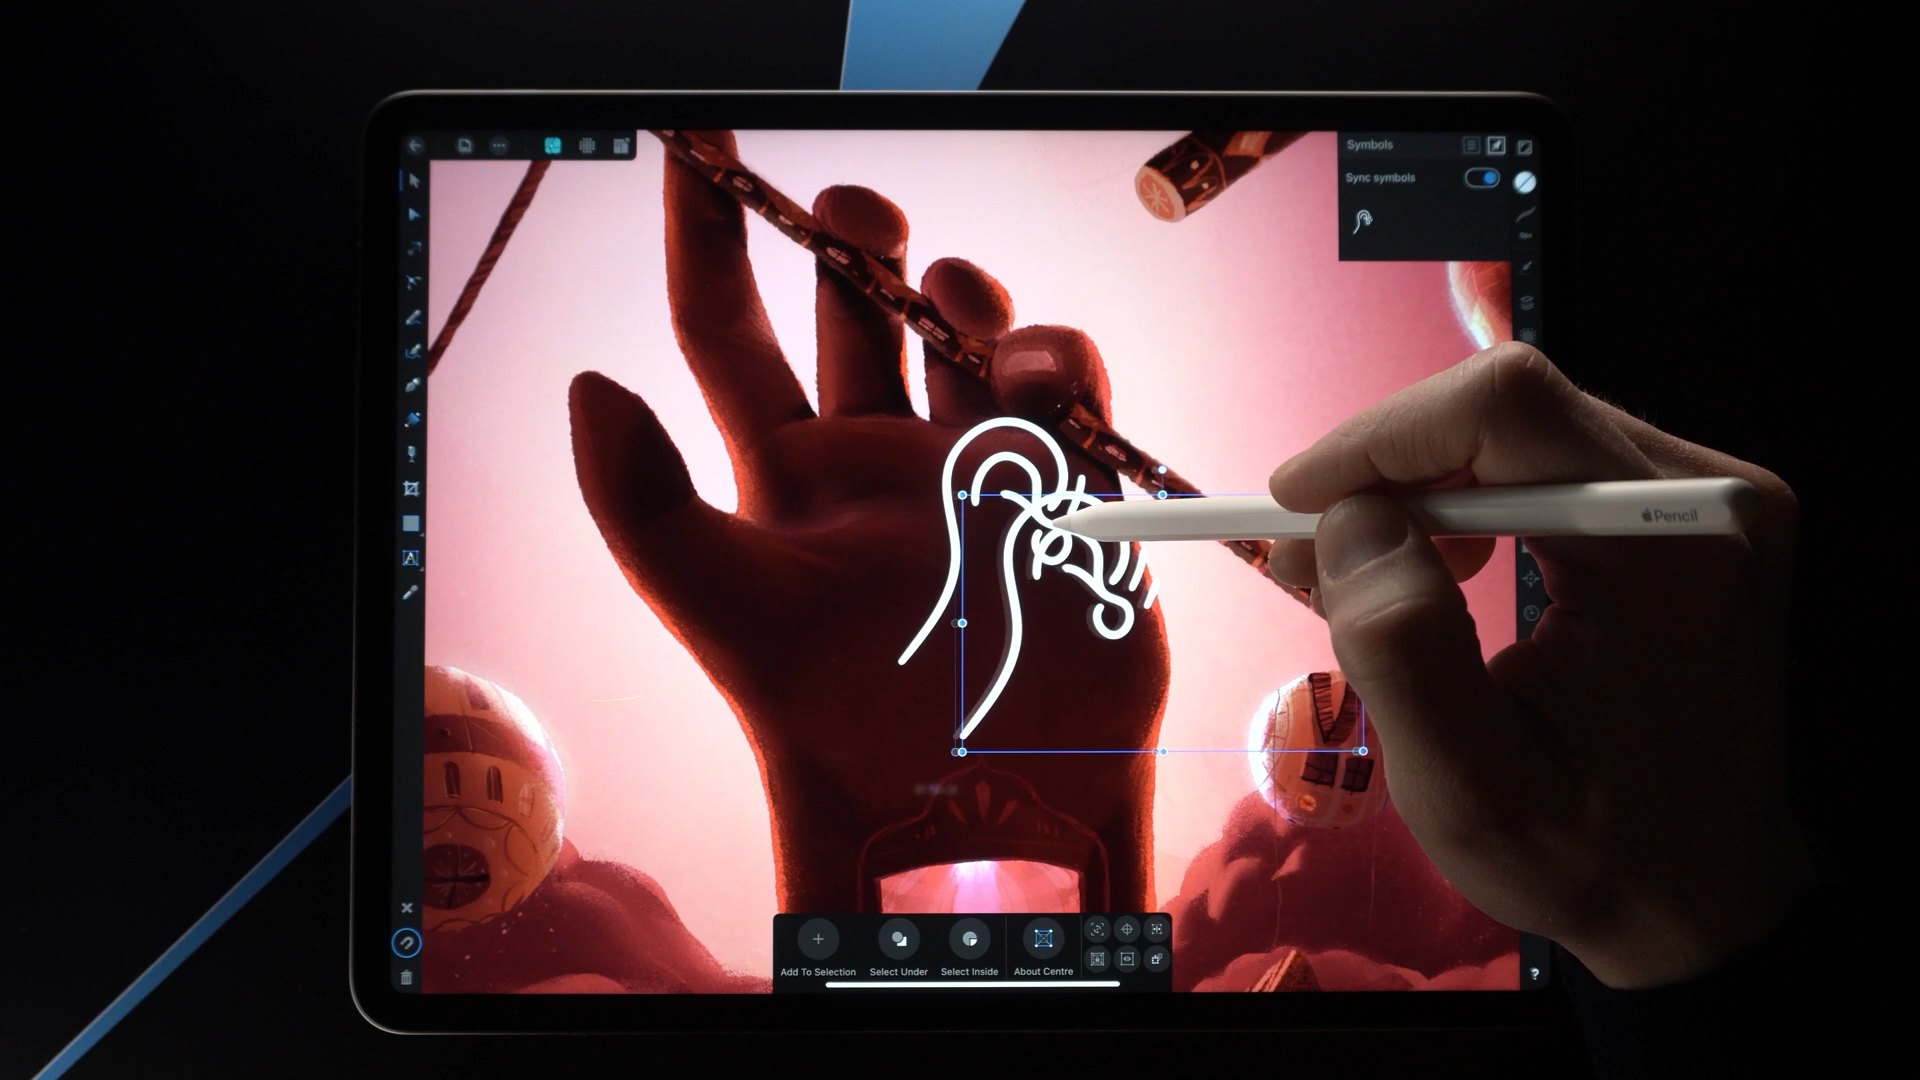 Symbols
Sync symbols
Pencil
Add To Selection
Select Under
Select Inside
About Centre
?